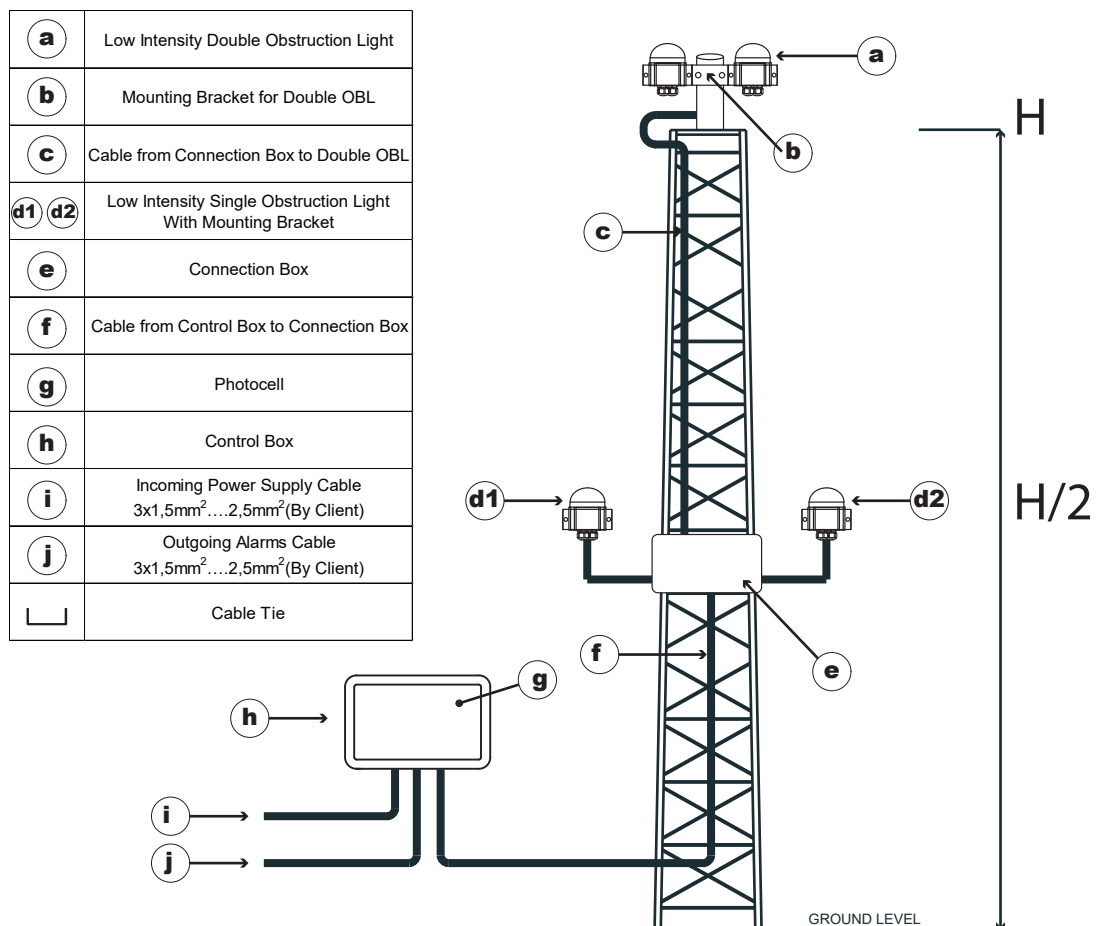 a
Low Intensity Double Obstruction Light
b
Mounting Bracket for Double OBL
c
Cable from Connection Box to Double OBL
d1 d2
Low Intensity Single Obstruction Light
With Mounting Bracket
e
Connection Box
f
Cable from Control Box to Connection Box
g
Photocell
h
Control Box
i
Incoming Power Supply Cable
3x1,5mm²....2,5mm²(By Client)
j
Outgoing Alarms Cable
3x1,5mm²....2,5mm²(By Client)
Cable Tie
a
H
b
c
d1
d2
H/2
f
e
g
h
i
j
GROUND LEVEL